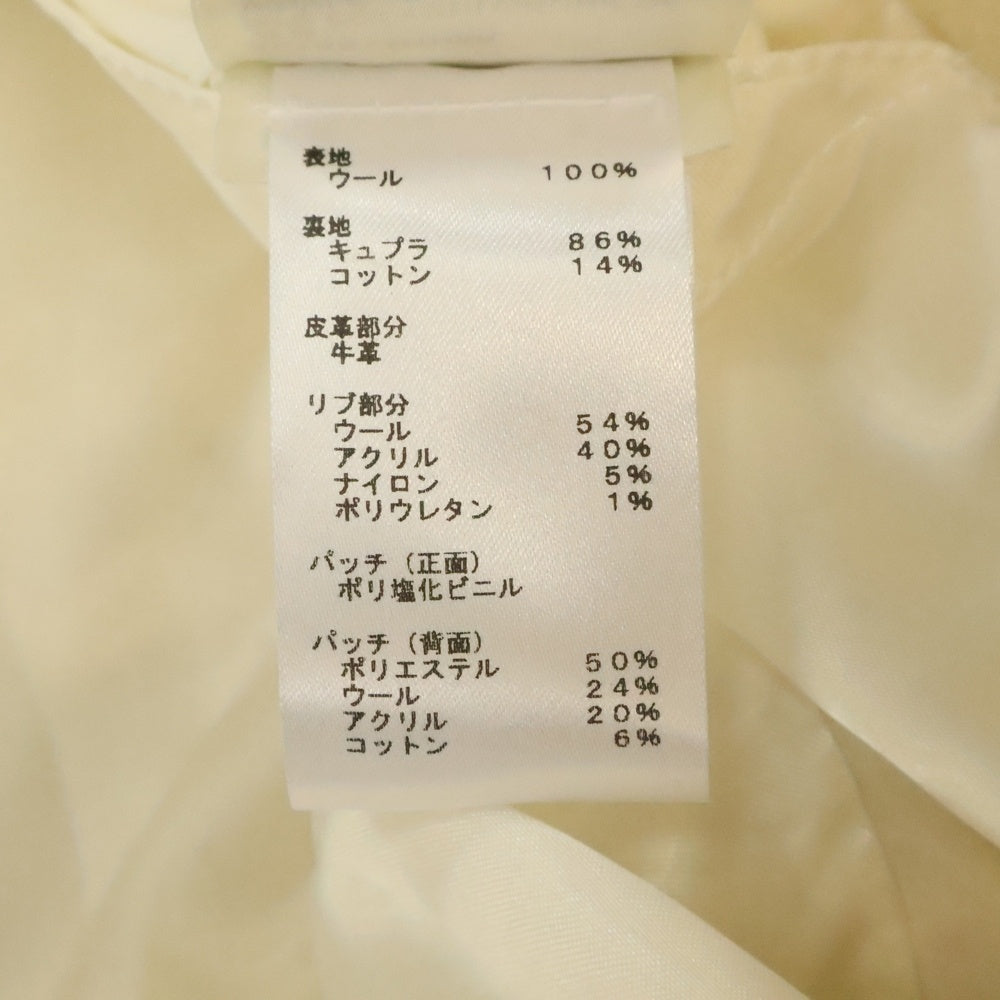 表地
ウール 100%
裏地
キュプラ 86%
コットン 14%
皮革部分
牛革
リブ部分
ウール 54%
アクリル 40%
ナイロン 5%
ポリウレタン 1%
パッチ(正面)
ポリ塩化ビニル
パッチ(背面)
ポリエステル 50%
ウール 24%
アクリル 20%
コットン 6%